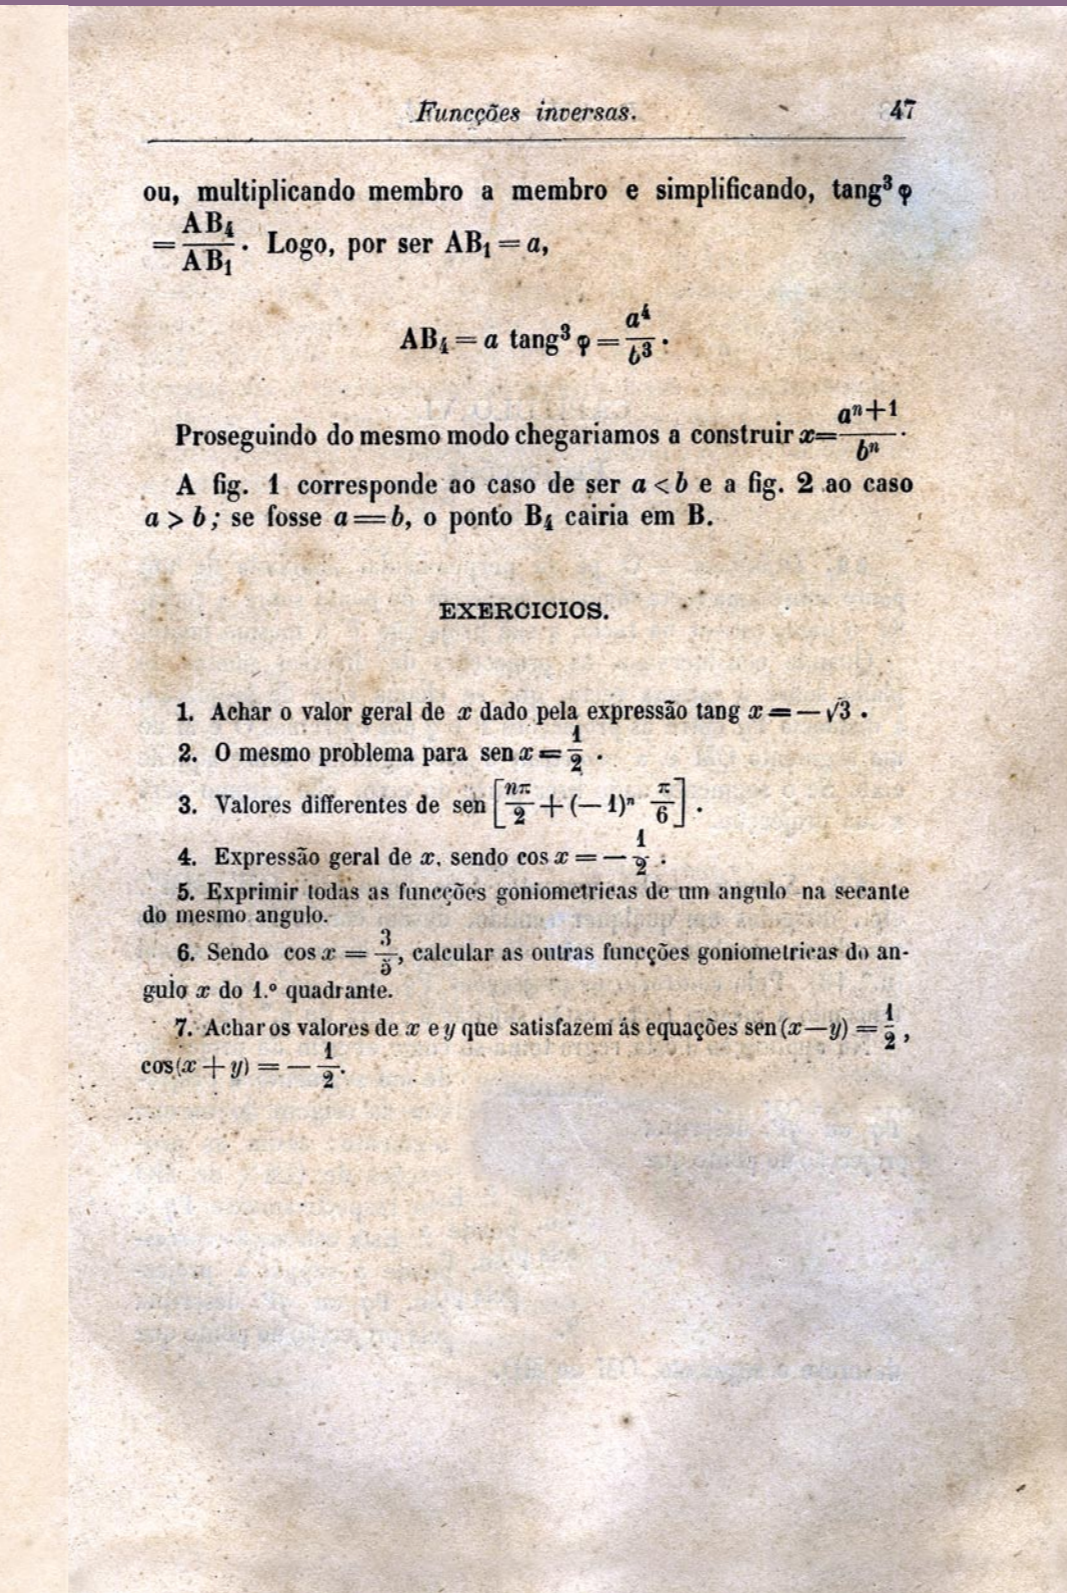 Funcções inversas. 47
ou, multiplicando membro a membro e simplificando, tang³ φ
= AB₄/AB₁. Logo, por ser AB₁ = a,
AB₄ = a tang³ φ = a⁴/b³.
Proseguindo do mesmo modo chegariamos a construir x = aⁿ⁺¹/bⁿ.
A fig. 1 corresponde ao caso de ser a < b e a fig. 2 ao caso
a > b; se fosse a = b, o ponto B₄ cairia em B.
EXERCICIOS.
1. Achar o valor geral de x dado pela expressão tang x = — √3.
2. O mesmo problema para sen x = 1/2.
3. Valores differentes de sen [nπ/2 + (— 1)ⁿ π/6].
4. Expressão geral de x, sendo cos x = — 1/2.
5. Exprimir todas as funcções goniometricas de um angulo na secante
do mesmo angulo.
6. Sendo cos x = 3/5, calcular as outras funcções goniometricas do an-
gulo x do 1.º quadrante.
7. Achar os valores de x e y que satisfazem ás equações sen (x — y) = 1/2,
cos (x + y) = — 1/2.